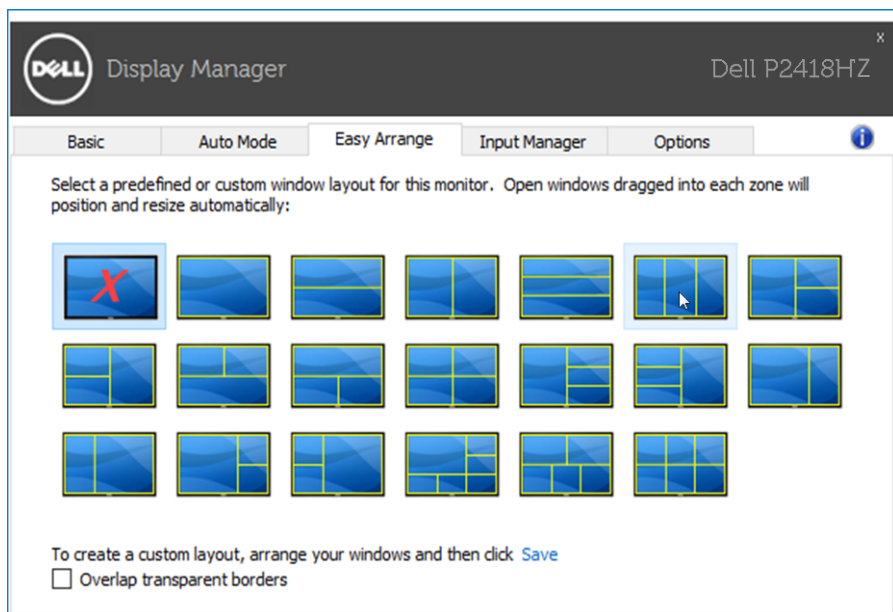 DELL Display Manager
x
Dell P2418HZ
Basic
Auto Mode
Easy Arrange
Input Manager
Options
i
Select a predefined or custom window layout for this monitor. Open windows dragged into each zone will
position and resize automatically:
X
To create a custom layout, arrange your windows and then click Save
Overlap transparent borders